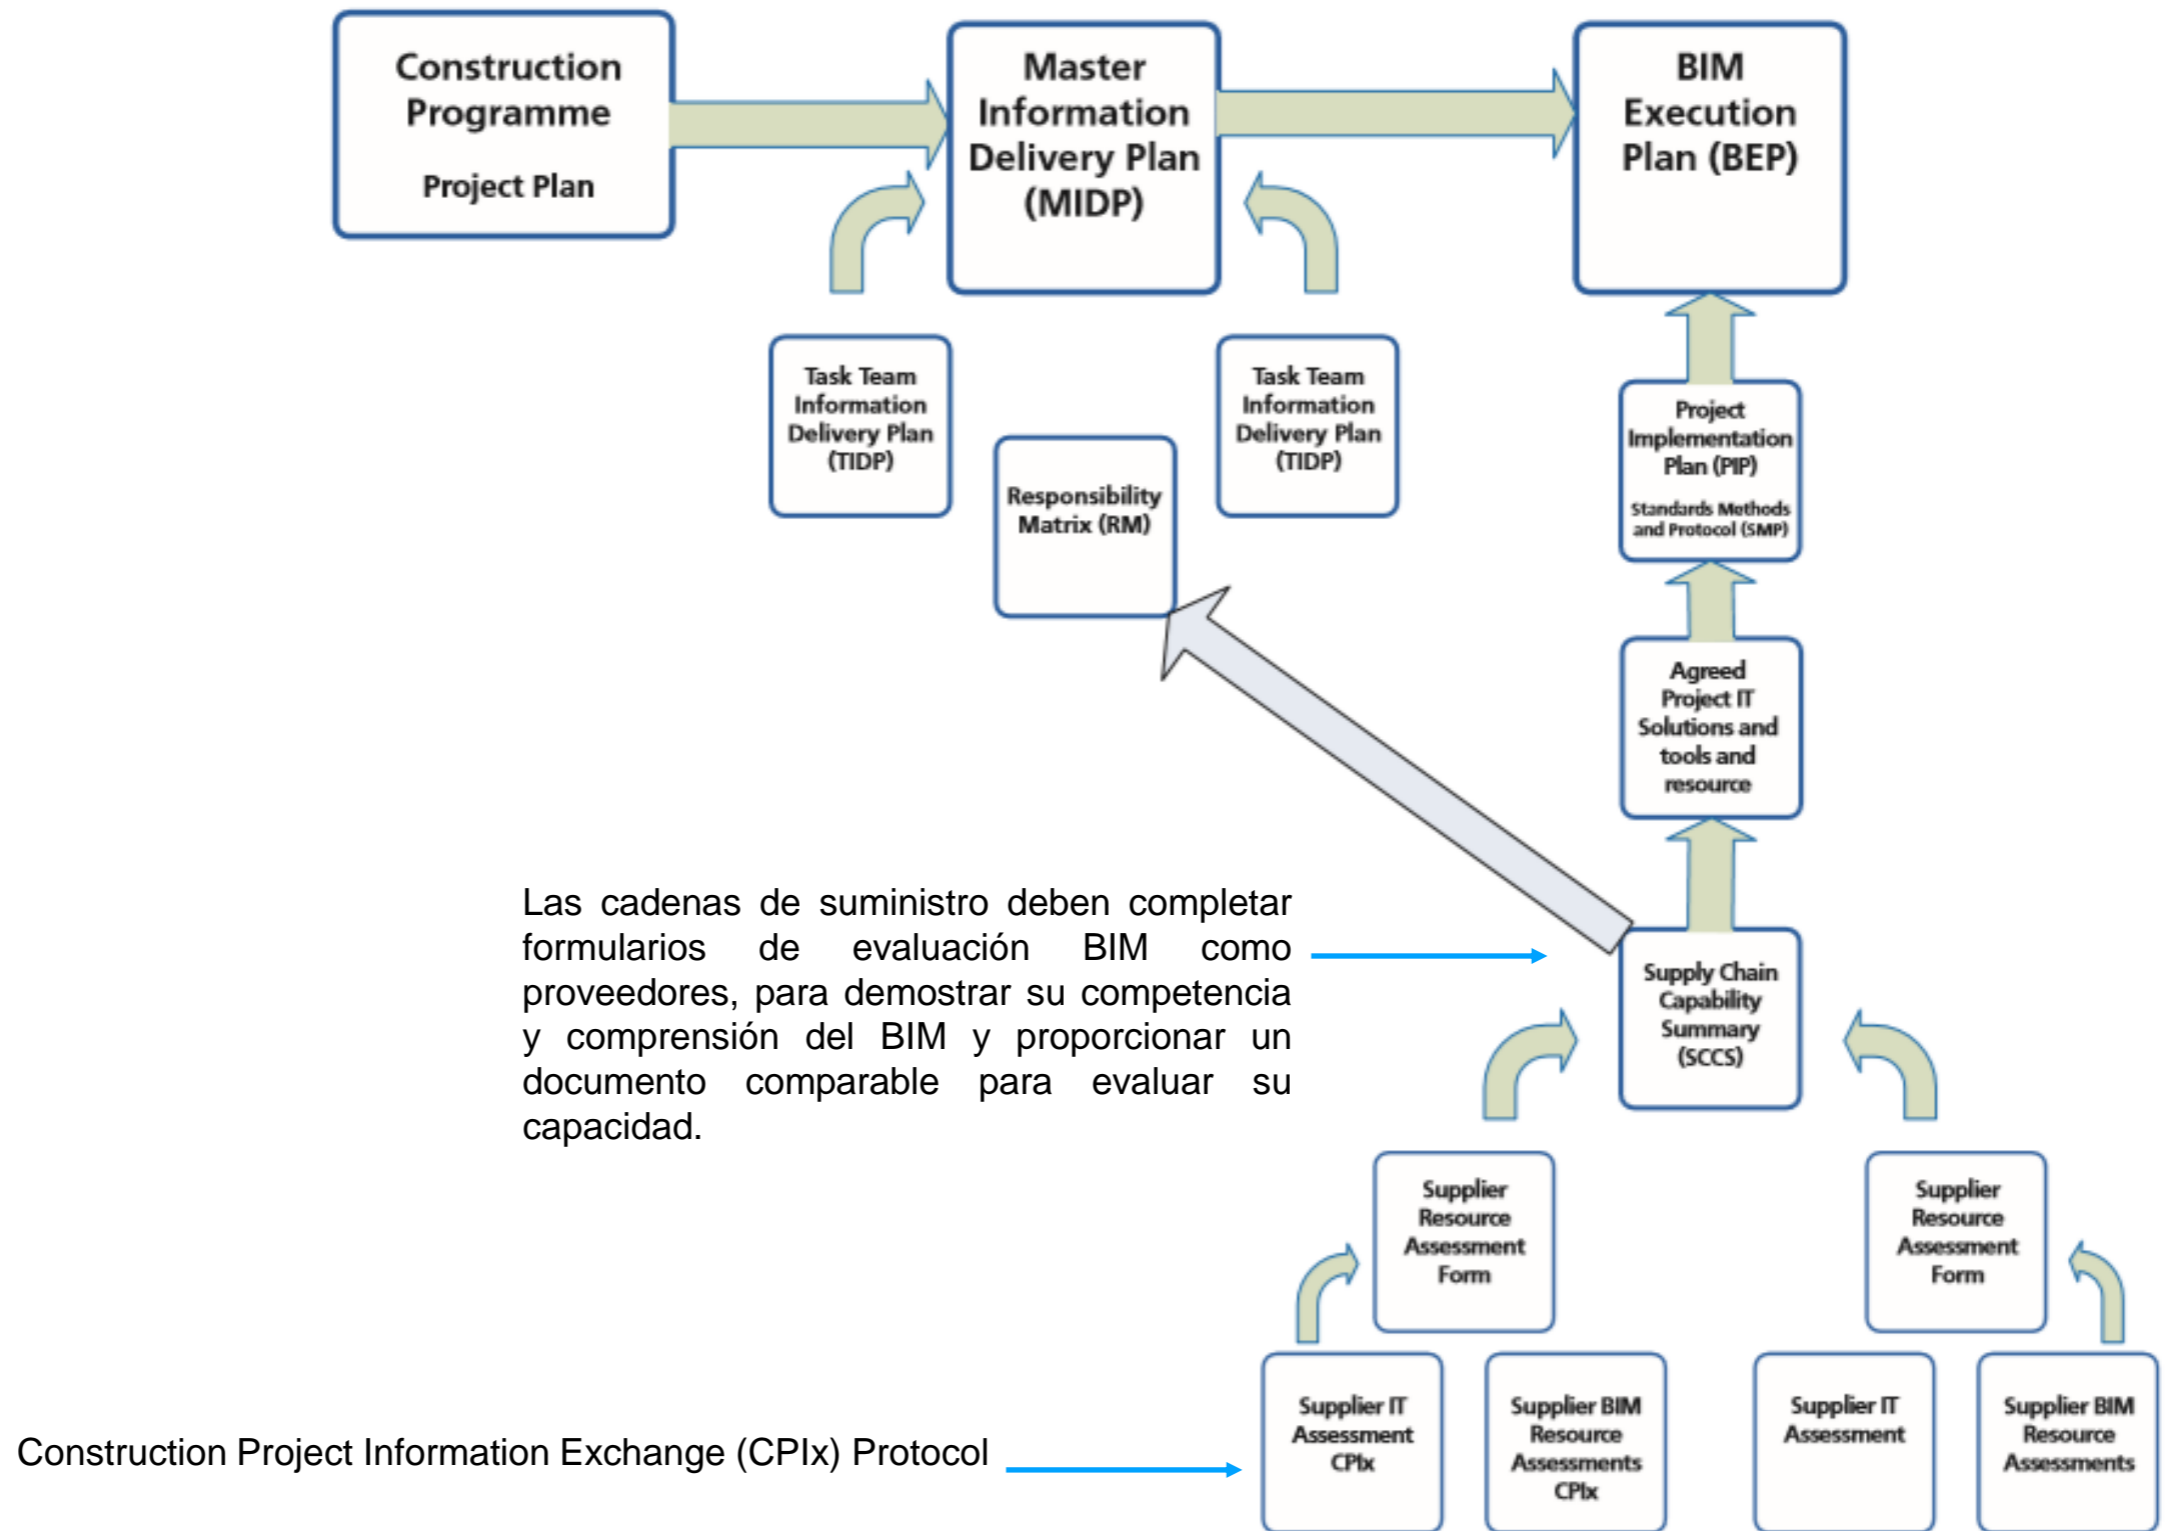 Construction
Programme
Project Plan
Master
Information
Delivery Plan
(MIDP)
BIM
Execution
Plan (BEP)
Task Team
Information
Delivery Plan
(TIDP)
Responsibility
Matrix (RM)
Task Team
Information
Delivery Plan
(TIDP)
Project
Implementation
Plan (PIP)
Standards Methods
and Protocol (SMP)
Agreed
Project IT
Solutions and
tools and
resource
Las cadenas de suministro deben completar
formularios de evaluación BIM como
proveedores, para demostrar su competencia
y comprensión del BIM y proporcionar un
documento comparable para evaluar su
capacidad.
Supply Chain
Capability
Summary
(SCCS)
Supplier
Resource
Assessment
Form
Supplier
Resource
Assessment
Form
Construction Project Information Exchange (CPIx) Protocol
Supplier IT
Assessment
CPIx
Supplier BIM
Resource
Assessments
CPIx
Supplier IT
Assessment
Supplier BIM
Resource
Assessments